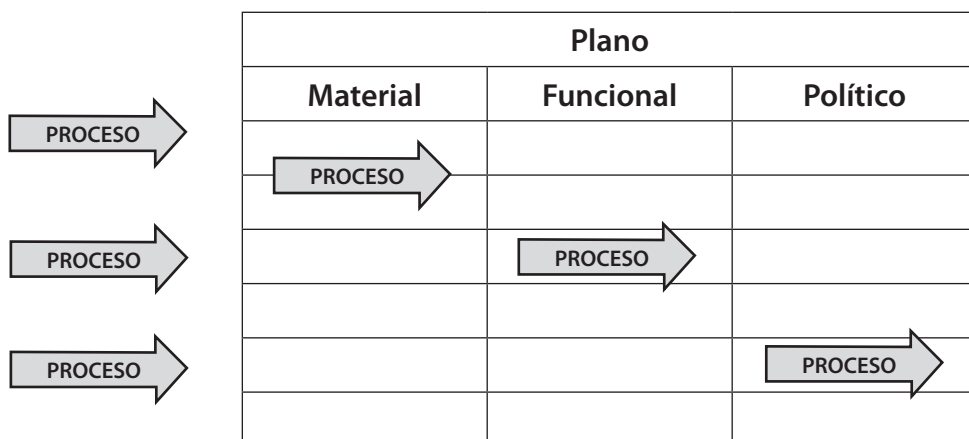 Plano
Material Funcional Político
PROCESO
PROCESO
PROCESO
PROCESO
PROCESO
PROCESO